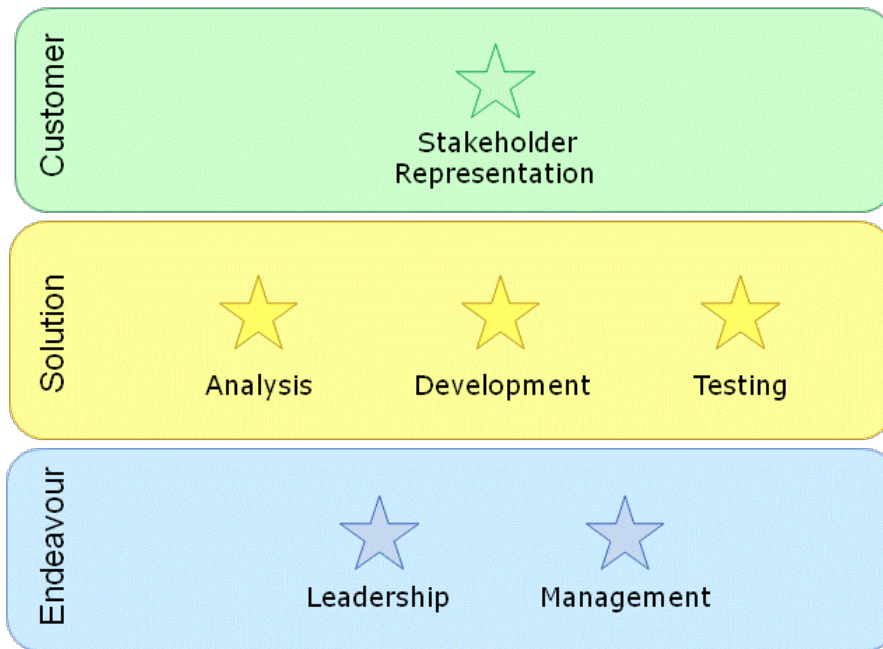 Customer
Stakeholder
Representation
Solution
Analysis
Development
Testing
Endeavour
Leadership
Management